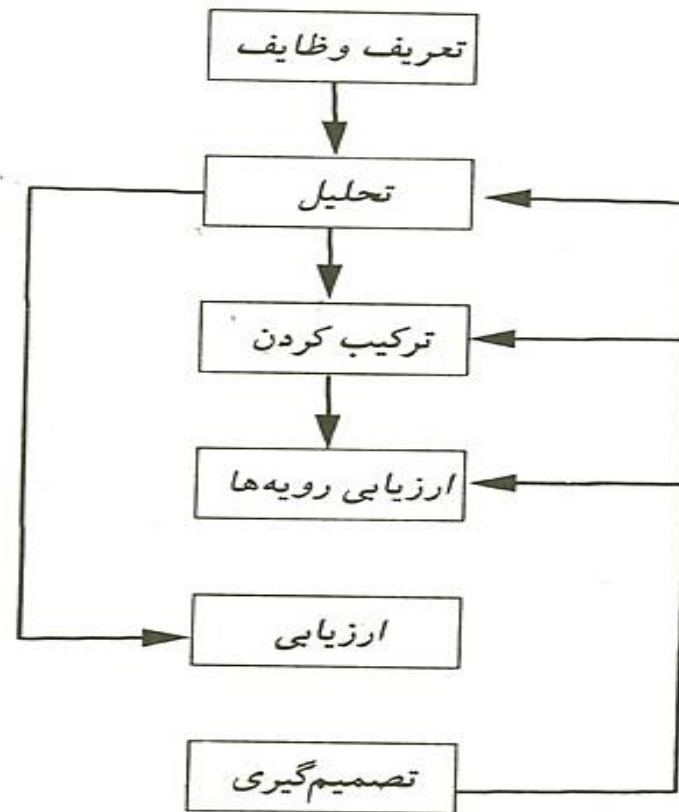 تعریف وظایف
تحلیل
ترکیب کردن
ارزیابی رویه‌ها
ارزیابی
تصمیم‌گیری